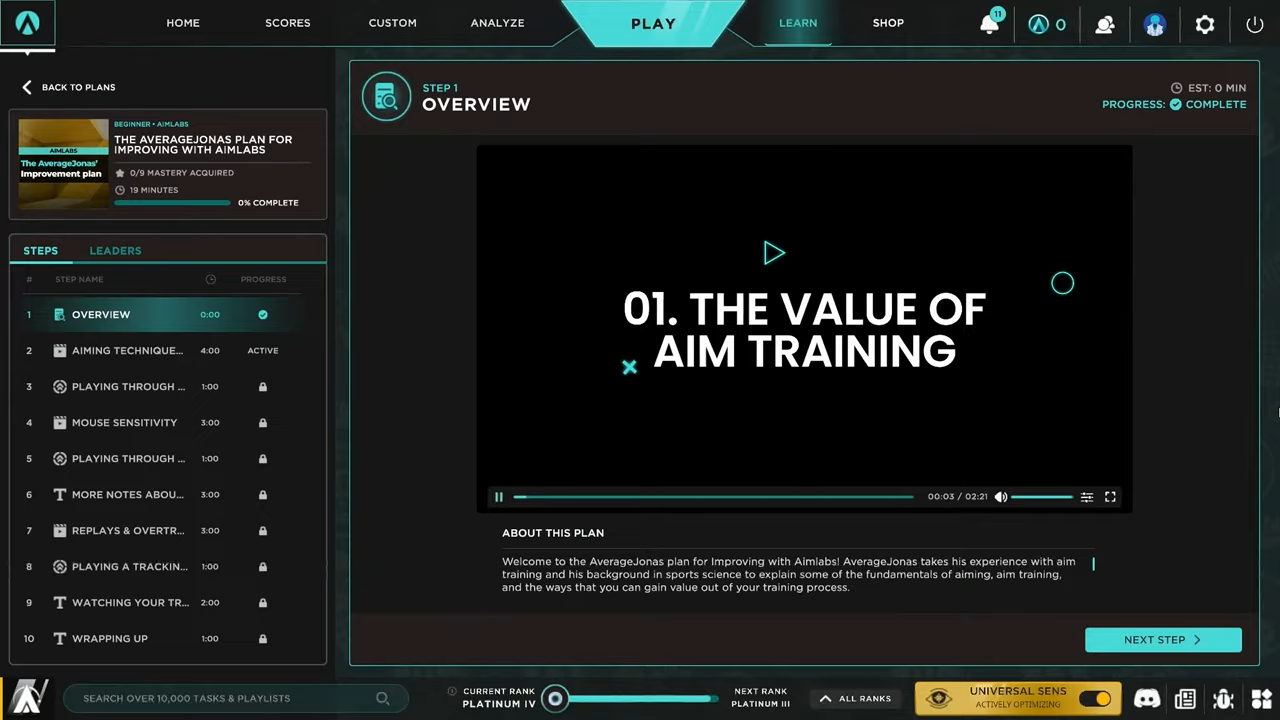 HOME
SCORES
CUSTOM
ANALYZE
PLAY
LEARN
SHOP
11
0
BACK TO PLANS
BEGINNER • AIMLABS
THE AVERAGEJONAS PLAN FOR
IMPROVING WITH AIMLABS
AIMLABS
The AverageJonas'
Improvement plan
0/9 MASTERY ACQUIRED
19 MINUTES
0% COMPLETE
STEPS LEADERS
# STEP NAME PROGRESS
1 OVERVIEW 0:00
2 AIMING TECHNIQUE... 4:00 ACTIVE
3 PLAYING THROUGH ... 1:00
4 MOUSE SENSITIVITY 3:00
5 PLAYING THROUGH ... 1:00
6 MORE NOTES ABOU... 3:00
7 REPLAYS & OVERTR... 3:00
8 PLAYING A TRACKIN... 1:00
9 WATCHING YOUR TR... 2:00
10 WRAPPING UP 1:00
STEP 1
OVERVIEW
EST: 0 MIN
PROGRESS: COMPLETE
01. THE VALUE OF
AIM TRAINING
00:03 / 02:21
ABOUT THIS PLAN
Welcome to the AverageJonas plan for Improving with Aimlabs! AverageJonas takes his experience with aim
training and his background in sports science to explain some of the fundamentals of aiming, aim training,
and the ways that you can gain value out of your training process.
NEXT STEP
SEARCH OVER 10,000 TASKS & PLAYLISTS
CURRENT RANK
PLATINUM IV
NEXT RANK
PLATINUM III
ALL RANKS
UNIVERSAL SENS
ACTIVELY OPTIMIZING